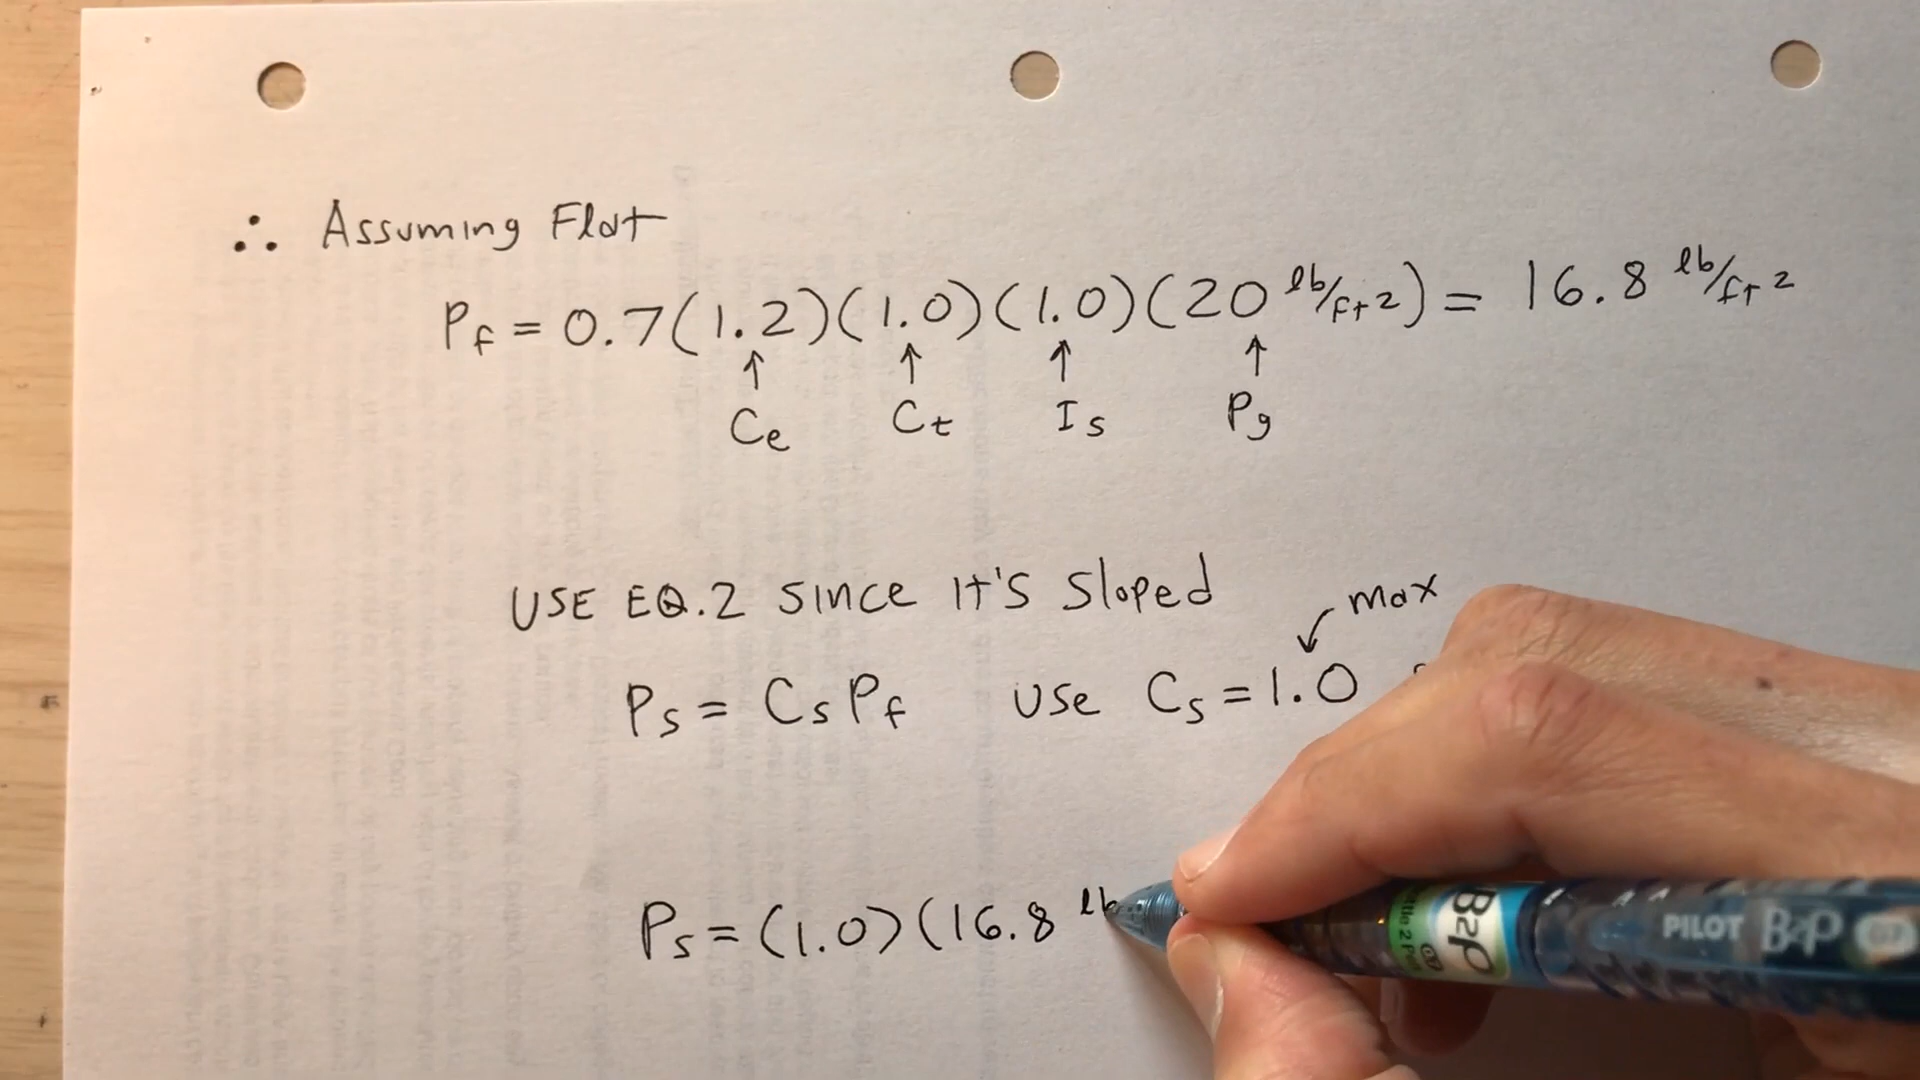 ∴ Assuming Flat
Pf = 0.7(1.2)(1.0)(1.0)(20 lb/ft2) = 16.8 lb/ft2
↑ ↑ ↑ ↑
Ce Ct Is Pg
USE EQ.2 since it's sloped
max
Ps = Cs Pf use Cs = 1.0
Ps = (1.0)(16.8 lb
B2P
PILOT B2P